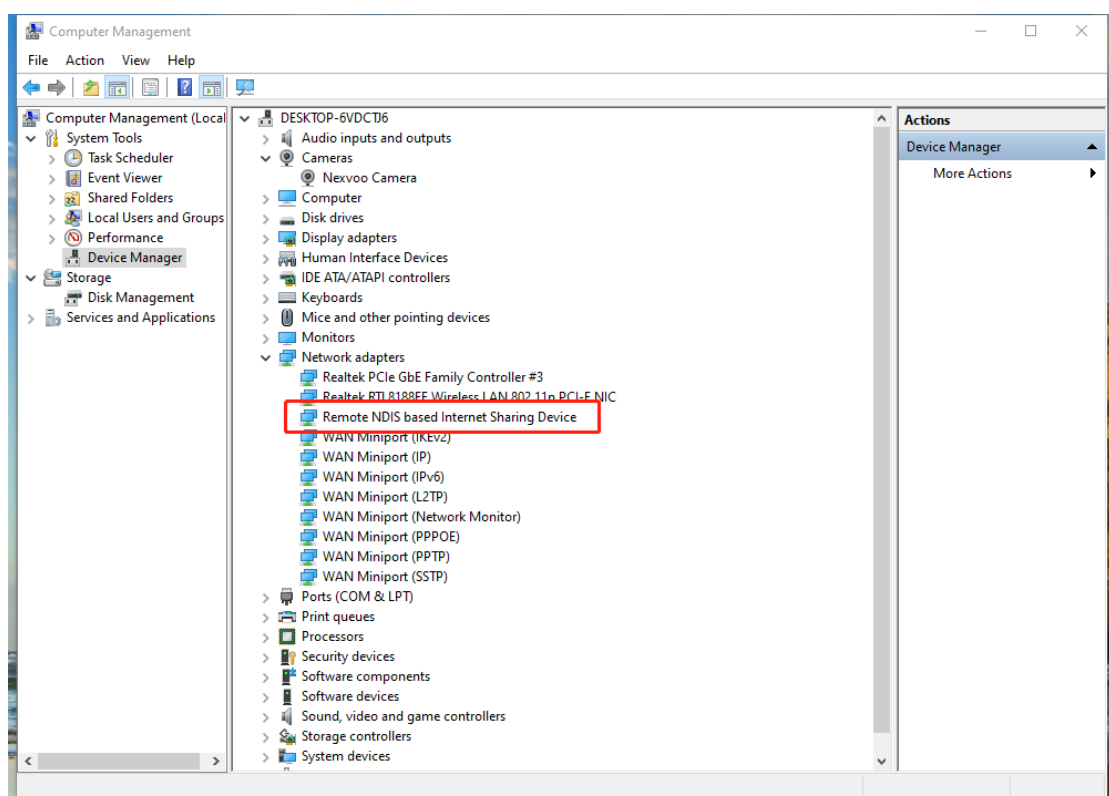 Computer Management
File Action View Help
Computer Management (Local
System Tools
Task Scheduler
Event Viewer
Shared Folders
Local Users and Groups
Performance
Device Manager
Storage
Disk Management
Services and Applications
DESKTOP-6VDCTJ6
Audio inputs and outputs
Cameras
Nexvoo Camera
Computer
Disk drives
Display adapters
Human Interface Devices
IDE ATA/ATAPI controllers
Keyboards
Mice and other pointing devices
Monitors
Network adapters
Realtek PCIe GbE Family Controller #3
Realtek RTL8188EE Wireless LAN 802.11n PCI-E NIC
Remote NDIS based Internet Sharing Device
WAN Miniport (IKEv2)
WAN Miniport (IP)
WAN Miniport (IPv6)
WAN Miniport (L2TP)
WAN Miniport (Network Monitor)
WAN Miniport (PPPOE)
WAN Miniport (PPTP)
WAN Miniport (SSTP)
Ports (COM & LPT)
Print queues
Processors
Security devices
Software components
Software devices
Sound, video and game controllers
Storage controllers
System devices
Actions
Device Manager
More Actions